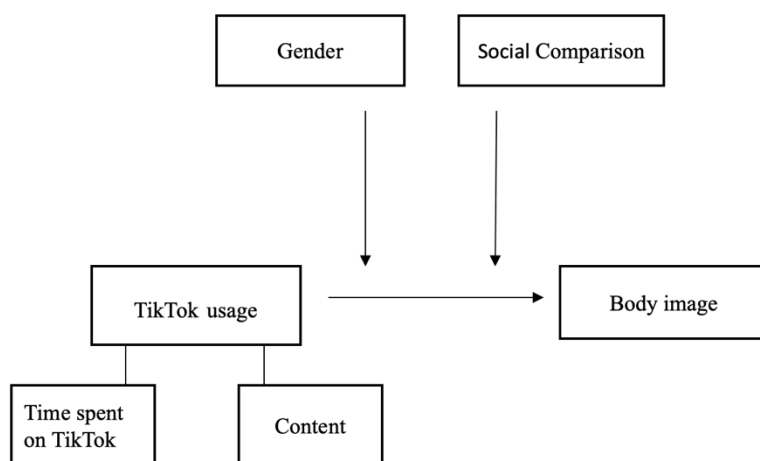 Gender
Social Comparison
TikTok usage
Body image
Time spent
on TikTok
Content